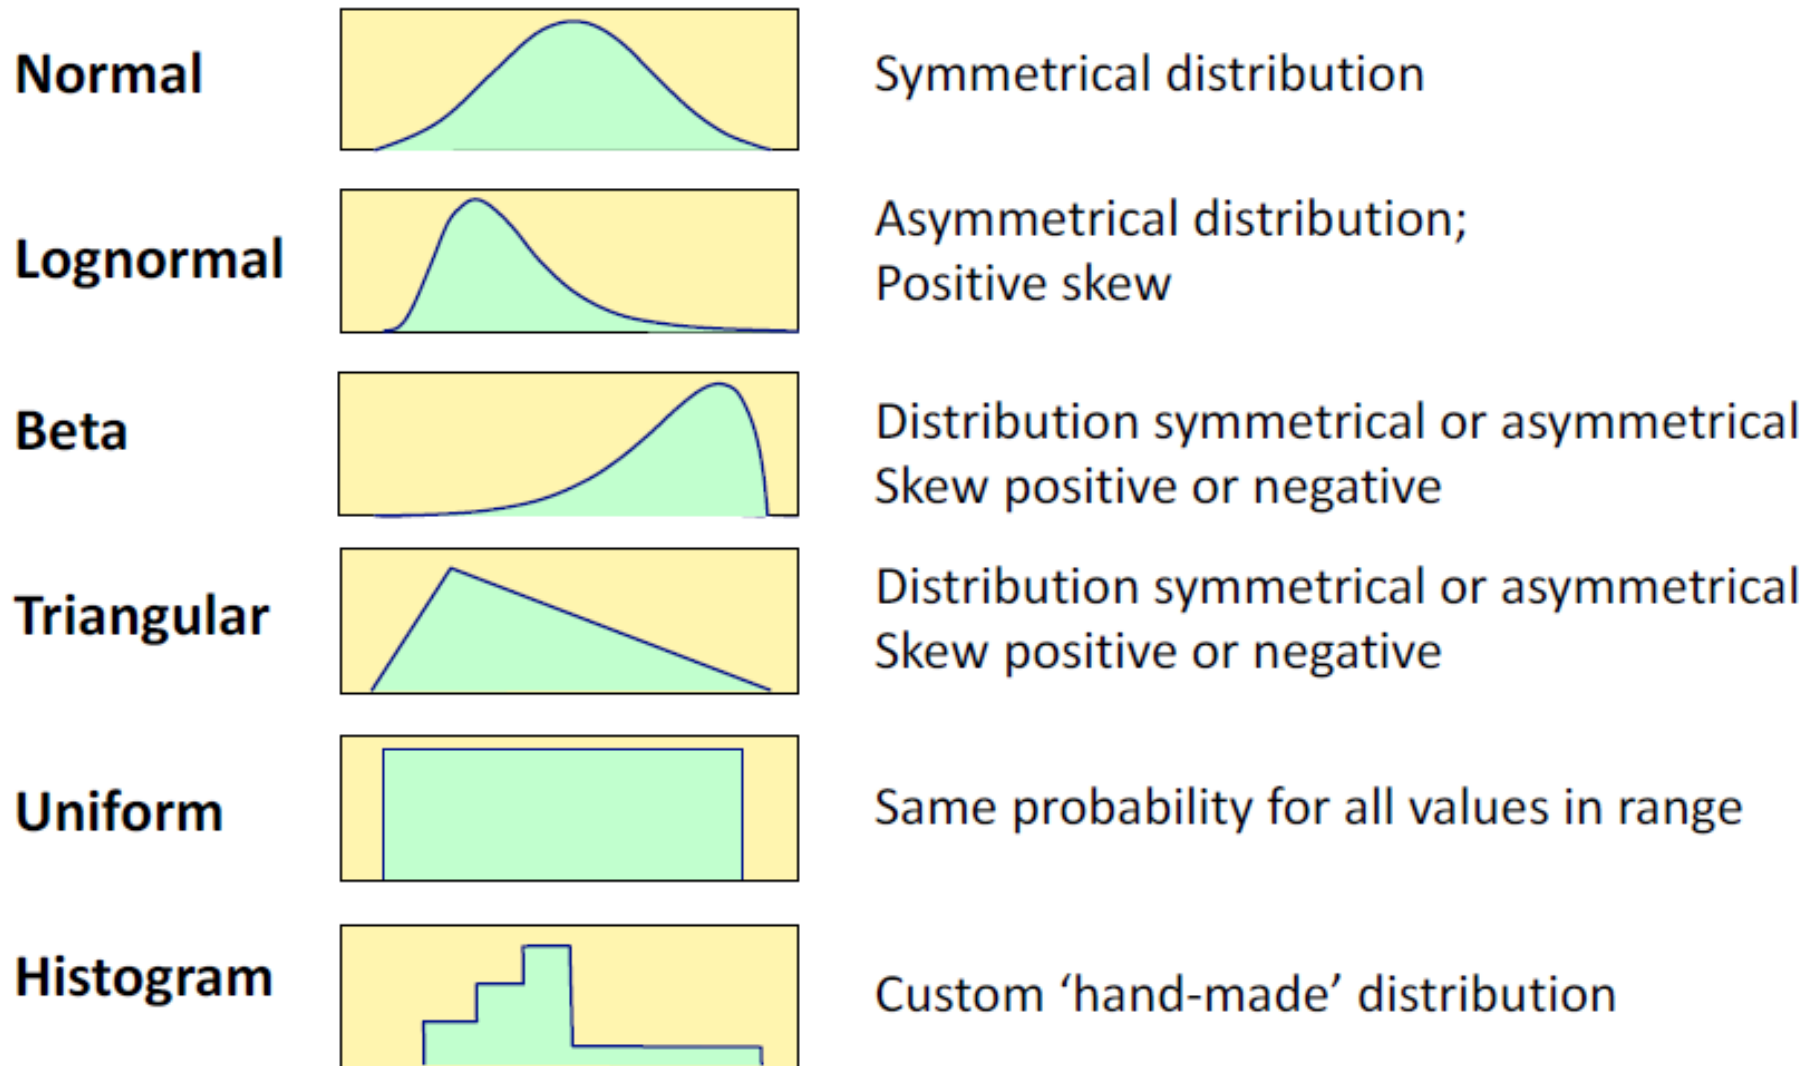 Normal
Symmetrical distribution
Lognormal
Asymmetrical distribution;
Positive skew
Beta
Distribution symmetrical or asymmetrical
Skew positive or negative
Triangular
Distribution symmetrical or asymmetrical
Skew positive or negative
Uniform
Same probability for all values in range
Histogram
Custom ‘hand-made’ distribution